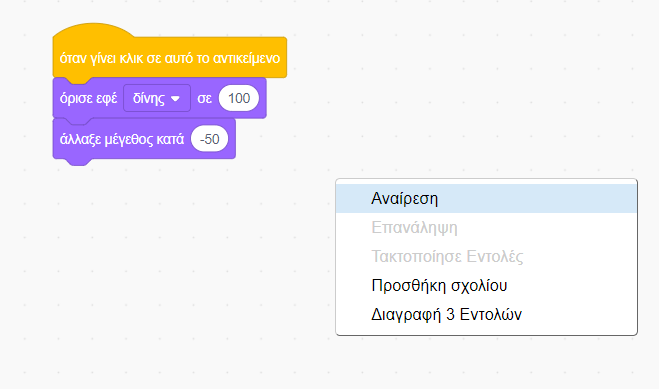 όταν γίνει κλικ σε αυτό το αντικείμενο
όρισε εφέ δίνης σε 100
άλλαξε μέγεθος κατά -50
Αναίρεση
Επανάληψη
Τακτοποίησε Εντολές
Προσθήκη σχολίου
Διαγραφή 3 Εντολών